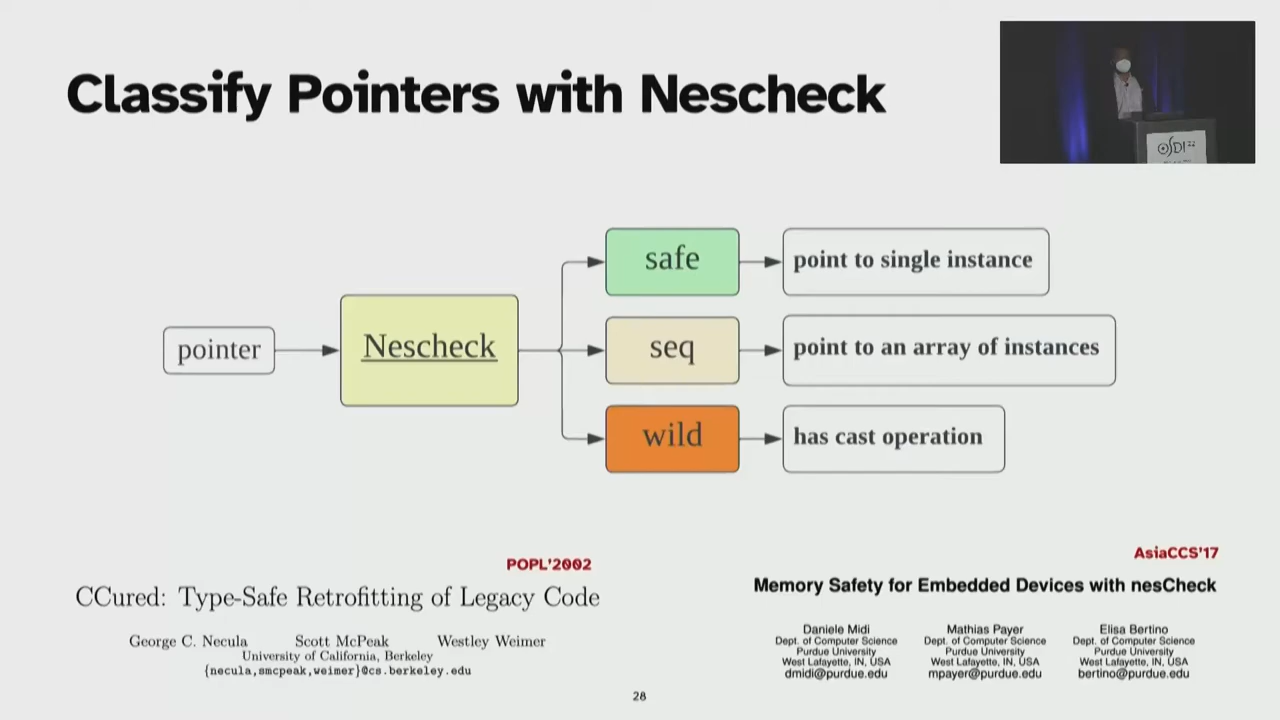 Classify Pointers with Nescheck
OSDI '22
pointer
Nescheck
safe
point to single instance
seq
point to an array of instances
wild
has cast operation
POPL'2002
CCured: Type-Safe Retrofitting of Legacy Code
George C. Necula Scott McPeak Westley Weimer
University of California, Berkeley
{necula,smcpeak,weimer}@cs.berkeley.edu
AsiaCCS'17
Memory Safety for Embedded Devices with nesCheck
Daniele Midi
Dept. of Computer Science
Purdue University
West Lafayette, IN, USA
dmidi@purdue.edu
Mathias Payer
Dept. of Computer Science
Purdue University
West Lafayette, IN, USA
mpayer@purdue.edu
Elisa Bertino
Dept. of Computer Science
Purdue University
West Lafayette, IN, USA
bertino@purdue.edu
28